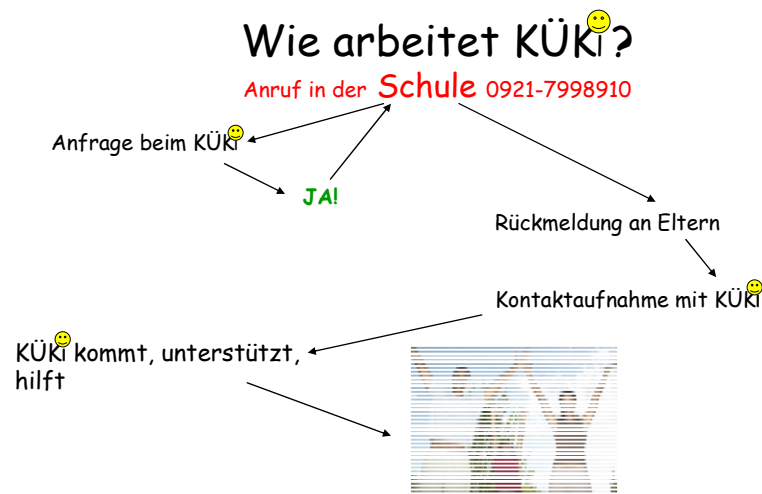 Wie arbeitet KÜKi?
Anruf in der Schule 0921-7998910
Anfrage beim KÜKi
JA!
Rückmeldung an Eltern
Kontaktaufnahme mit KÜKi
KÜKi kommt, unterstützt,
hilft